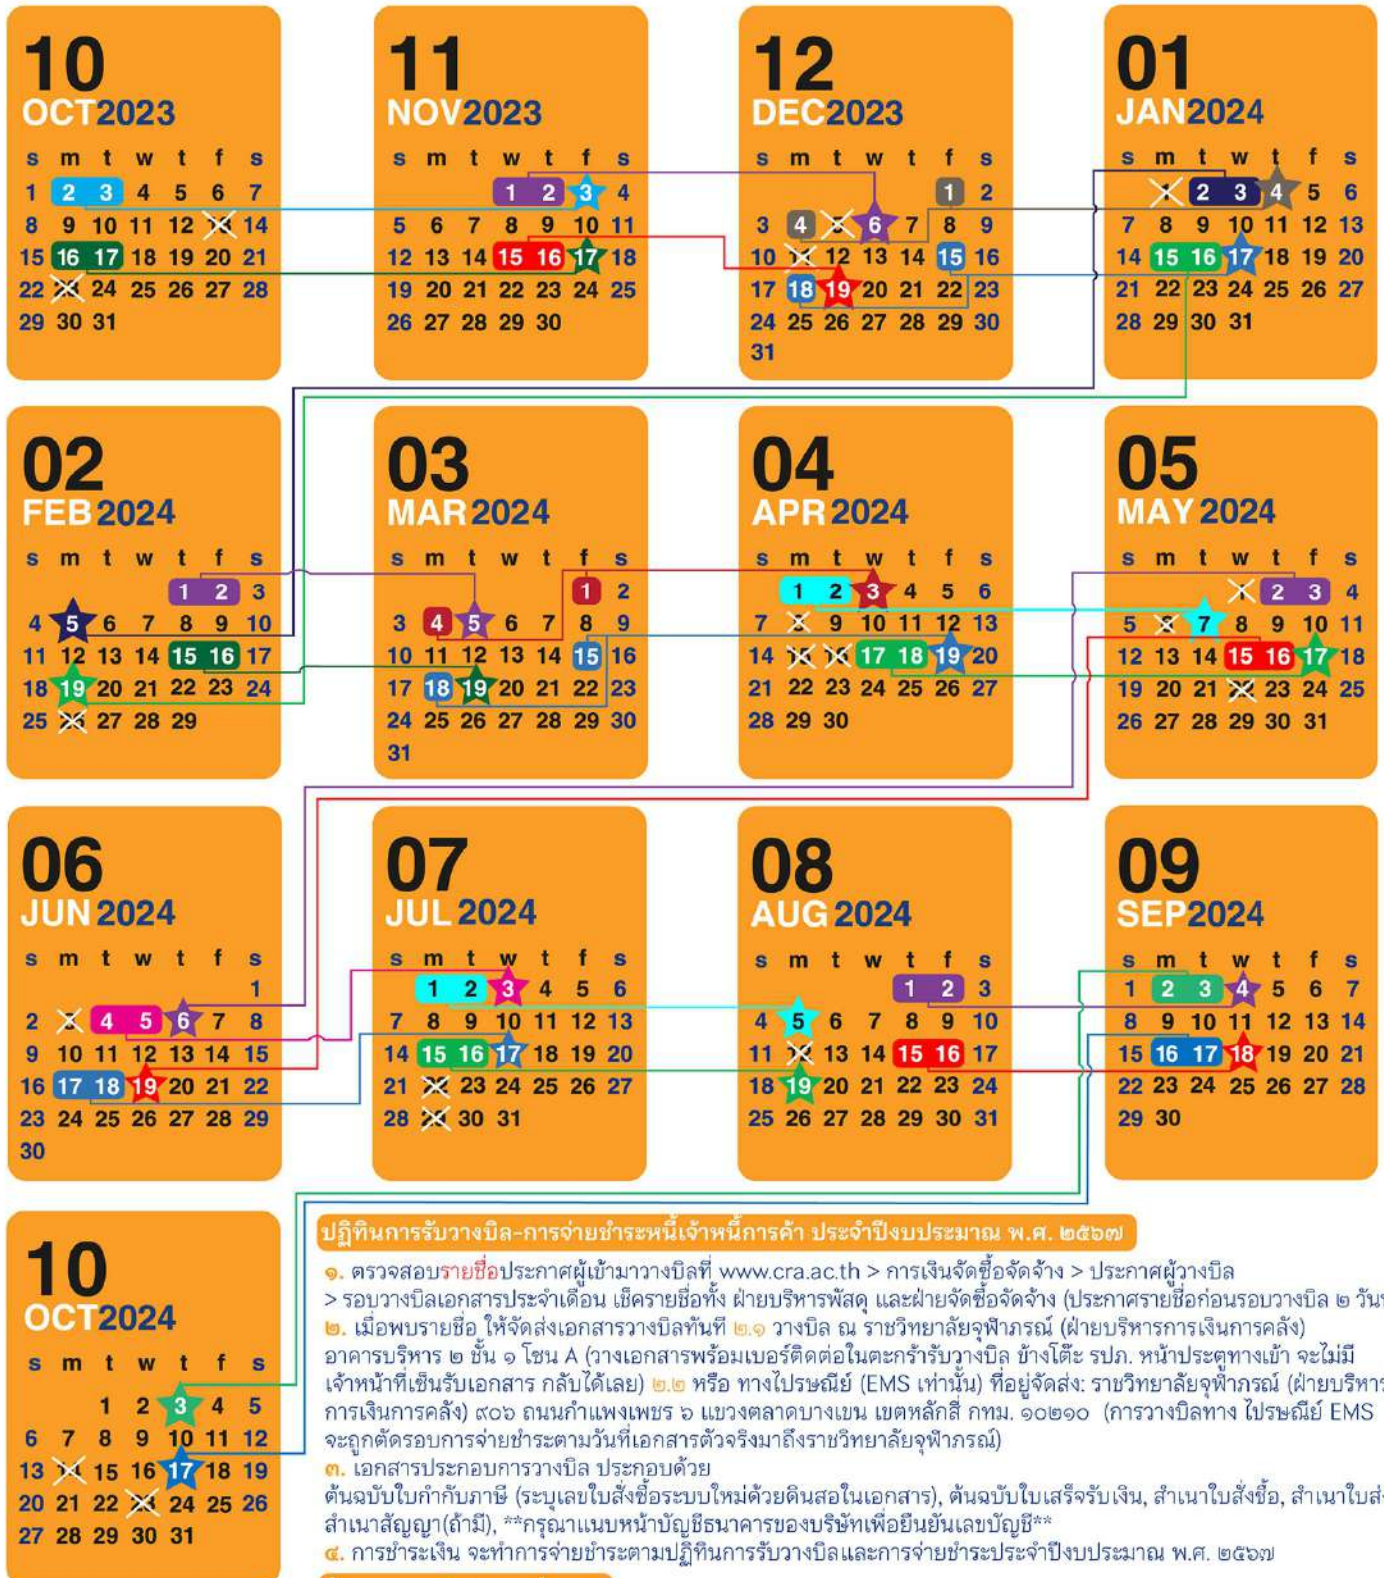 10
OCT2023
s m t w t f s
1 2 3 4 5 6 7
8 9 10 11 12 14
15 16 17 18 19 20 21
22 24 25 26 27 28
29 30 31
11
NOV2023
s m t w t f s
1 2 3 4
5 6 7 8 9 10 11
12 13 14 15 16 17 18
19 20 21 22 23 24 25
26 27 28 29 30
12
DEC2023
s m t w t f s
1 2
3 4 5 6 7 8 9
10 12 13 14 15 16
17 18 19 20 21 22 23
24 25 26 27 28 29 30
31
01
JAN2024
s m t w t f s
1 2 3 4 5 6
7 8 9 10 11 12 13
14 15 16 17 18 19 20
21 22 23 24 25 26 27
28 29 30 31
02
FEB 2024
s m t w t f s
1 2 3
4 5 6 7 8 9 10
11 12 13 14 15 16 17
18 19 20 21 22 23 24
25 27 28 29
03
MAR 2024
s m t w t f s
1 2
3 4 5 6 7 8 9
10 11 12 13 14 15 16
17 18 19 20 21 22 23
24 25 26 27 28 29 30
31
04
APR 2024
s m t w t f s
1 2 3 4 5 6
7 9 10 11 12 13
14 17 18 19 20
21 22 23 24 25 26 27
28 29 30
05
MAY 2024
s m t w t f s
1 2 3 4
5 7 8 9 10 11
12 13 14 15 16 17 18
19 20 21 23 24 25
26 27 28 29 30 31
06
JUN 2024
s m t w t f s
1
2 4 5 6 7 8
9 10 11 12 13 14 15
16 17 18 19 20 21 22
23 24 25 26 27 28 29
30
07
JUL 2024
s m t w t f s
1 2 3 4 5 6
7 8 9 10 11 12 13
14 15 16 17 18 19 20
21 23 24 25 26 27
28 30 31
08
AUG 2024
s m t w t f s
1 2 3
4 5 6 7 8 9 10
11 13 14 15 16 17
18 19 20 21 22 23 24
25 26 27 28 29 30 31
09
SEP2024
s m t w t f s
1 2 3 4 5 6 7
8 9 10 11 12 13 14
15 16 17 18 19 20 21
22 23 24 25 26 27 28
29 30
10
OCT2024
s m t w t f s
1 2 3 4 5
6 7 8 9 10 11 12
13 15 16 17 18 19
20 21 22 24 25 26
27 28 29 30 31
ปฏิทินการรับวางบิล-การจ่ายชำระหนี้เจ้าหนี้การค้า ประจำปีงบประมาณ พ.ศ. ๒๕๖๗
๑. ตรวจสอบรายชื่อประกาศผู้เข้ามาวางบิลที่ www.cra.ac.th > การเงินจัดซื้อจัดจ้าง > ประกาศผู้วางบิล
> รอบวางบิลเอกสารประจำเดือน เช็ครายชื่อทั้ง ฝ่ายบริหารพัสดุ และฝ่ายจัดซื้อจัดจ้าง (ประกาศรายชื่อก่อนรอบวางบิล ๒
๒. เมื่อพบรายชื่อ ให้จัดส่งเอกสารวางบิลทันที ๒.๑ วางบิล ณ ราชวิทยาลัยจุฬาภรณ์ (ฝ่ายบริหารการเงินการคลัง)
อาคารบริหาร ๒ ชั้น ๑ โซน A (วางเอกสารพร้อมเบอร์ติดต่อในตะกร้ารับวางบิล ข้างโต๊ะ รปภ. หน้าประตูทางเข้า จะไม่มี
เจ้าหน้าที่เซ็นรับเอกสาร กลับได้เลย) ๒.๒ หรือ ทางไปรษณีย์ (EMS เท่านั้น) ที่อยู่จัดส่ง: ราชวิทยาลัยจุฬาภรณ์ (ฝ่ายบริหาร
การเงินการคลัง) ๙๐๖ ถนนกำแพงเพชร ๖ แขวงตลาดบางเขน เขตหลักสี่ กทม. ๑๐๒๑๐ (การวางบิลทาง ไปรษณีย์ EMS
จะถูกตัดรอบการจ่ายชำระตามวันที่เอกสารตัวจริงมาถึงราชวิทยาลัยจุฬาภรณ์)
๓. เอกสารประกอบการวางบิล ประกอบด้วย
ต้นฉบับใบกำกับภาษี (ระบุเลขใบสั่งซื้อระบบใหม่ด้วยดินสอในเอกสาร), ต้นฉบับใบเสร็จรับเงิน, สำเนาใบสั่งซื้อ,
สำเนาสัญญา(ถ้ามี), **กรุณาแนบหน้าบัญชีธนาคารของบริษัทเพื่อยืนยันเลขบัญชี**
๔. การชำระเงิน จะทำการจ่ายชำระตามปฏิทินการรับวางบิลและการจ่ายชำระประจำปีงบประมาณ พ.ศ. ๒๕๖๗